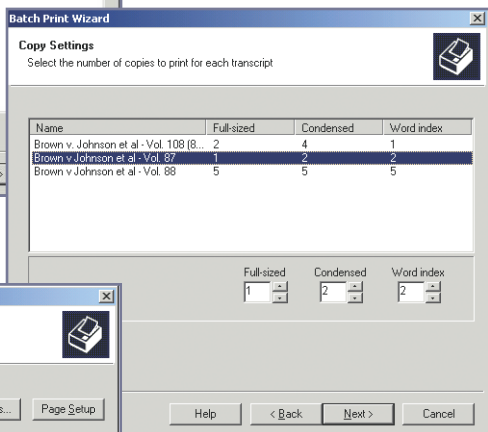 Batch Print Wizard
Copy Settings
Select the number of copies to print for each transcript
Name Full-sized Condensed Word index
Brown v. Johnson et al - Vol. 108 (8... 2 4 1
Brown v Johnson et al - Vol. 87 1 2 2
Brown v Johnson et al - Vol. 88 5 5 5
Full-sized Condensed Word index
1 2 2
s... Page Setup
Help < Back Next > Cancel